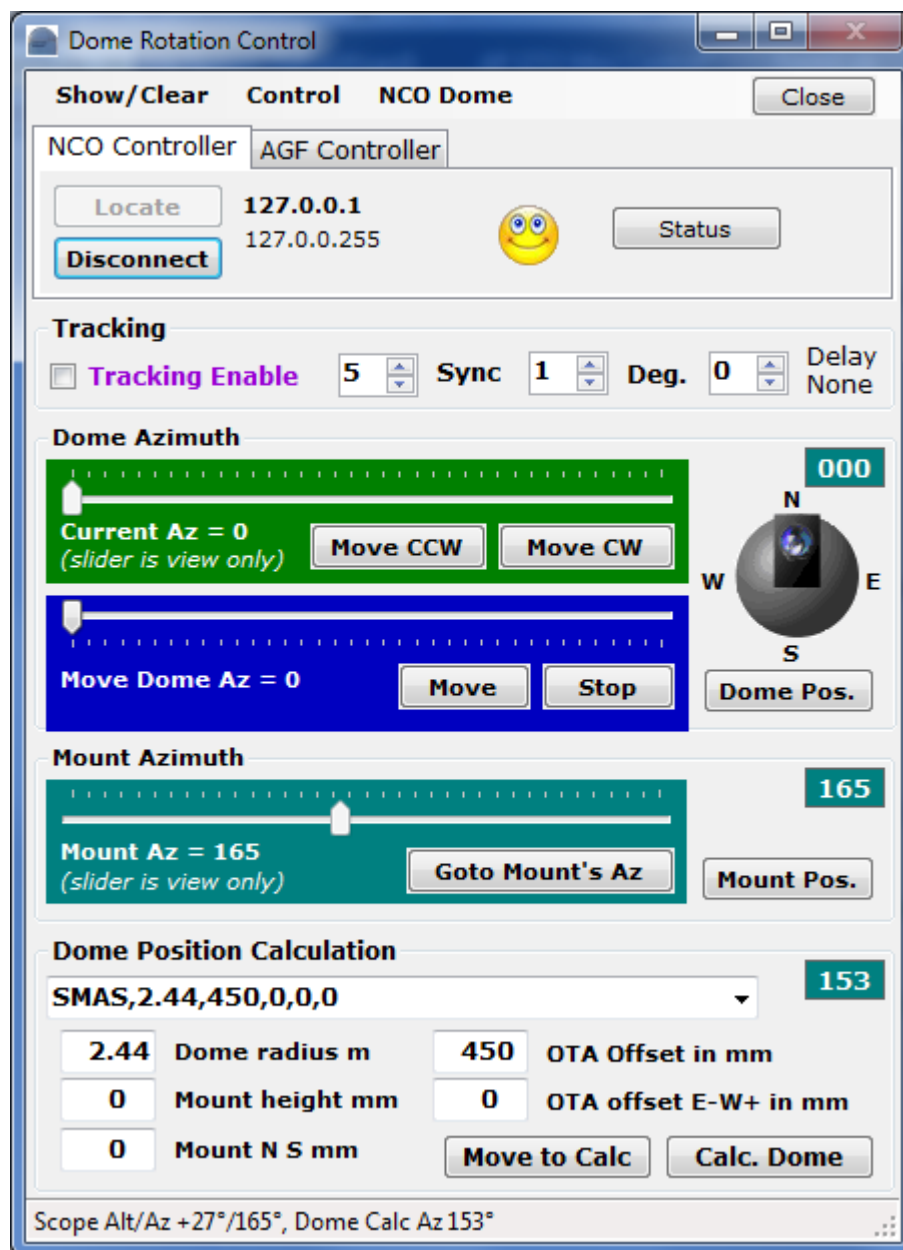 Dome Rotation Control
Show/Clear Control NCO Dome Close
NCO Controller AGF Controller
Locate 127.0.0.1
127.0.0.255 Status
Disconnect
Tracking
Tracking Enable 5 Sync 1 Deg. 0 Delay
None
Dome Azimuth
000
N
Current Az = 0
(slider is view only) Move CCW Move CW
W E
S
Move Dome Az = 0 Move Stop Dome Pos.
Mount Azimuth
165
Mount Az = 165
(slider is view only) Goto Mount's Az Mount Pos.
Dome Position Calculation
153
SMAS,2.44,450,0,0,0
2.44 Dome radius m 450 OTA Offset in mm
0 Mount height mm 0 OTA offset E-W+ in mm
0 Mount N S mm Move to Calc Calc. Dome
Scope Alt/Az +27°/165°, Dome Calc Az 153°